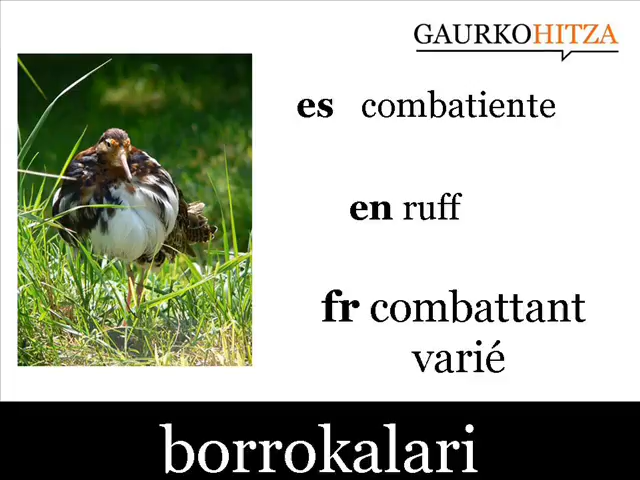 GAURKOHITZA
es combatiente
en ruff
fr combattant
varié
borrokalari